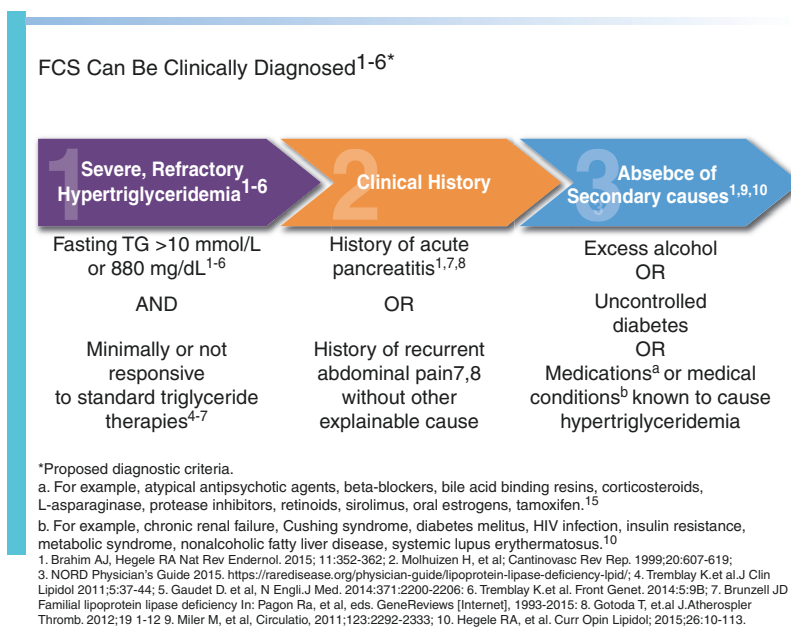 FCS Can Be Clinically Diagnosed1-6*
1
Severe, Refractory
Hypertriglyceridemia1-6
Fasting TG >10 mmol/L
or 880 mg/dL1-6
AND
Minimally or not
responsive
to standard triglyceride
therapies4-7
2
Clinical History
History of acute
pancreatitis1,7,8
OR
History of recurrent
abdominal pain7,8
without other
explainable cause
3
Absebce of
Secondary causes1,9,10
3
Excess alcohol
OR
Uncontrolled
diabetes
OR
Medicationsa or medical
conditionsb known to cause
hypertriglyceridemia
*Proposed diagnostic criteria.
a. For example, atypical antipsychotic agents, beta-blockers, bile acid binding resins, corticosteroids,
L-asparaginase, protease inhibitors, retinoids, sirolimus, oral estrogens, tamoxifen.15
b. For example, chronic renal failure, Cushing syndrome, diabetes melitus, HIV infection, insulin resistance,
metabolic syndrome, nonalcoholic fatty liver disease, systemic lupus erythermatosus.10
1. Brahim AJ, Hegele RA Nat Rev Endernol. 2015; 11:352-362; 2. Molhuizen H, et al; Cantinovasc Rev Rep. 1999;20:607-619;
3. NORD Physician's Guide 2015. https://raredisease.org/physician-guide/lipoprotein-lipase-deficiency-lpid/; 4. Tremblay K.et al.J Clin
Lipidol 2011;5:37-44; 5. Gaudet D. et al, N Engli.J Med. 2014:371:2200-2206: 6. Tremblay K.et al. Front Genet. 2014:5:9B; 7. Brunzell JD
Familial lipoprotein lipase deficiency In: Pagon Ra, et al, eds. GeneReviews [Internet], 1993-2015: 8. Gotoda T, et.al J.Atherospler
Thromb. 2012;19 1-12 9. Miler M, et al, Circulatio, 2011;123:2292-2333; 10. Hegele RA, et al. Curr Opin Lipidol; 2015;26:10-113.